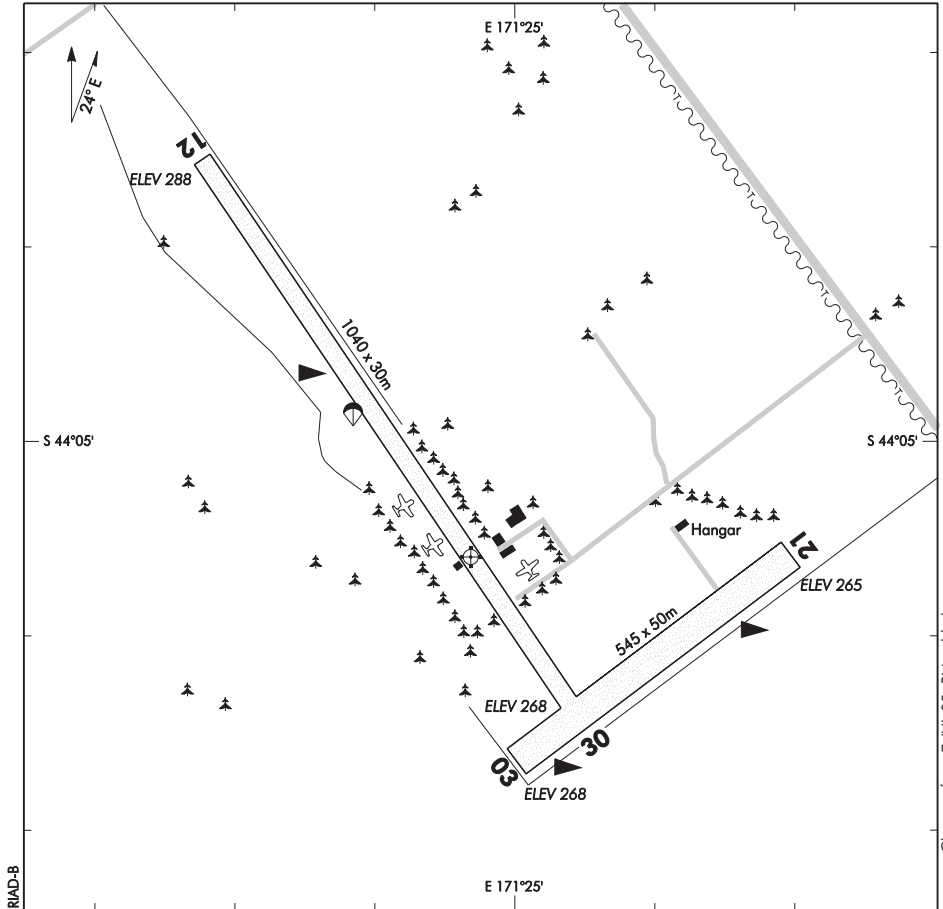 E 171°25'
24° E
12
ELEV 288
1040 x 30m
S 44°05'
S 44°05'
Hangar
21
ELEV 265
545 x 50m
ELEV 268
30
03
ELEV 268
E 171°25'
RIAD-B